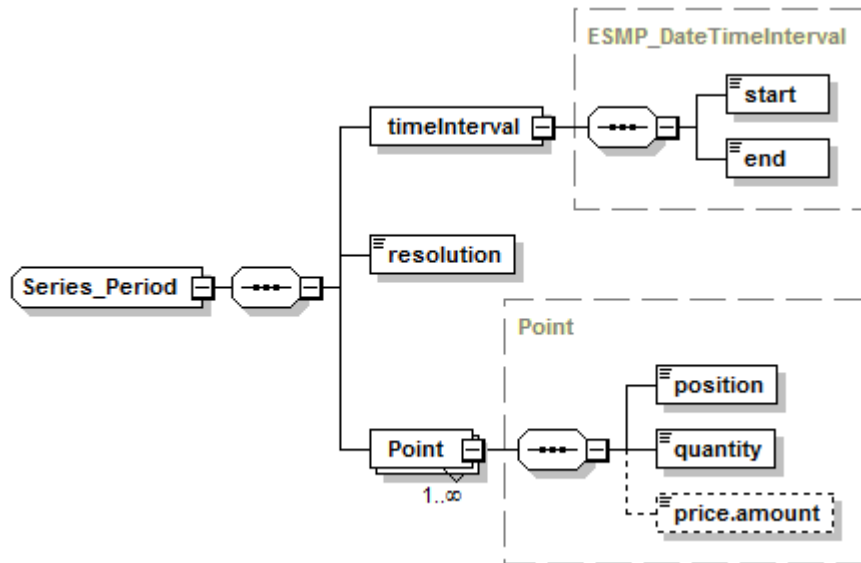 ESMP_DateTimeInterval
start
timeInterval
end
resolution
Series_Period
Point
position
Point
quantity
1..∞
price.amount